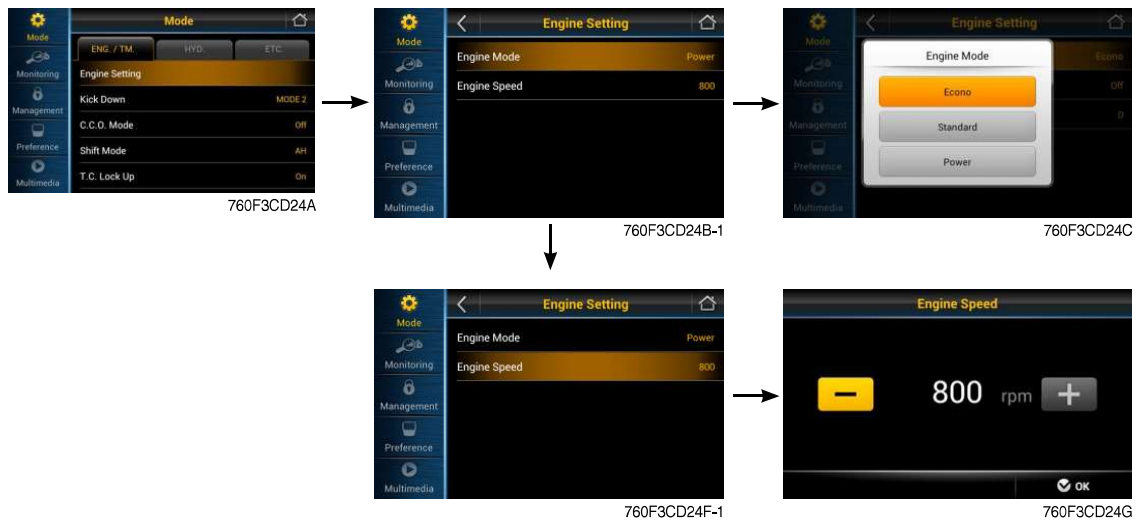 Mode
Monitoring
Management
Preference
Multimedia
Mode
ENG. / TM.
HYD.
ETC.
Engine Setting
Kick Down MODE 2
C.C.O. Mode Off
Shift Mode AH
T.C. Lock Up On
760F3CD24A
Mode
Monitoring
Management
Preference
Multimedia
Engine Setting
Engine Mode Power
Engine Speed 800
760F3CD24B-1
Mode
Monitoring
Management
Preference
Multimedia
Engine Setting
Econo
Off
0
Engine Mode
Econo
Standard
Power
760F3CD24C
Mode
Monitoring
Management
Preference
Multimedia
Engine Setting
Engine Mode Power
Engine Speed 800
760F3CD24F-1
Engine Speed
800 rpm
OK
760F3CD24G